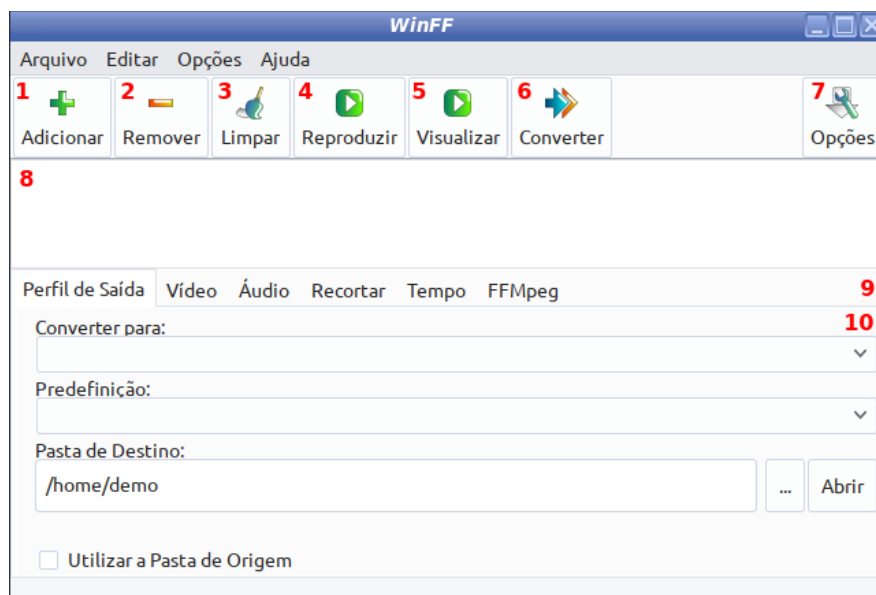 WinFF
Arquivo Editar Opções Ajuda
1 2 3 4 5 6 7
Adicionar Remover Limpar Reproduzir Visualizar Converter Opções
8
Perfil de Saída Vídeo Áudio Recortar Tempo FFMpeg 9
Converter para: 10
Predefinição:
Pasta de Destino:
/home/demo ... Abrir
Utilizar a Pasta de Origem